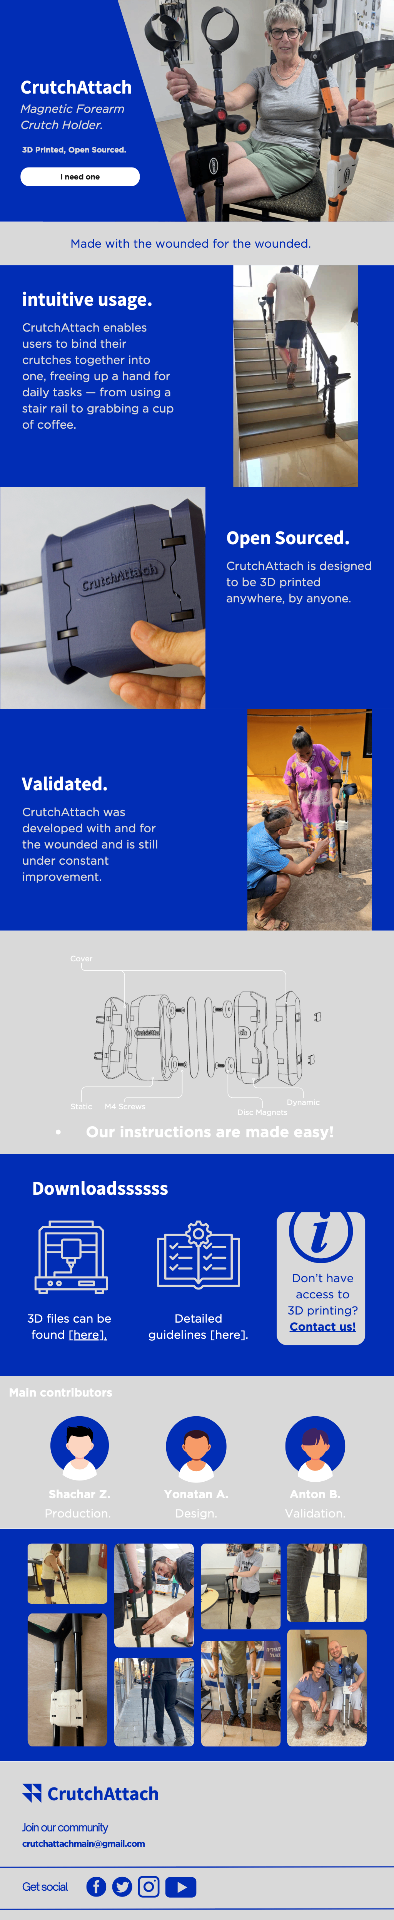 CrutchAttach
Magnetic Forearm
Crutch Holder.
3D Printed, Open Sourced.
I need one
Made with the wounded for the wounded.
intuitive usage.
CrutchAttach enables
users to bind their
crutches together into
one, freeing up a hand for
daily tasks — from using a
stair rail to grabbing a cup
of coffee.
CrutchAttach
Open Sourced.
CrutchAttach is designed
to be 3D printed
anywhere, by anyone.
Validated.
CrutchAttach was
developed with and for
the wounded and is still
under constant
improvement.
Cover
Static
M4 Screws
Disc Magnets
Dynamic
• Our instructions are made easy!
Downloadssssss
3D files can be
found [here].
Detailed
guidelines [here].
i
Don't have
access to
3D printing?
Contact us!
Main contributors
Shachar Z.
Production.
Yonatan A.
Design.
Anton B.
Validation.
CrutchAttach
Join our community
crutchattachmain@gmail.com
Get social